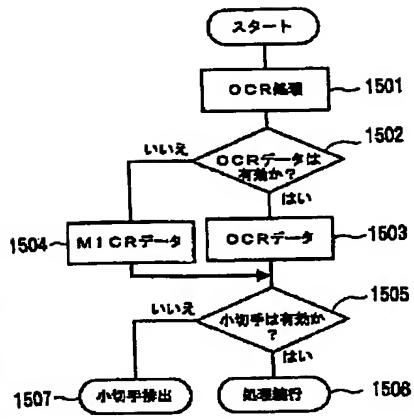 スタート
OCR処理
1501
1502
いいえ
OCRデータは
有効か?
はい
1504
MICRデータ
OCRデータ
1503
1505
いいえ
小切手は有効か
?
はい
1507
小切手排出
処理続行
1506